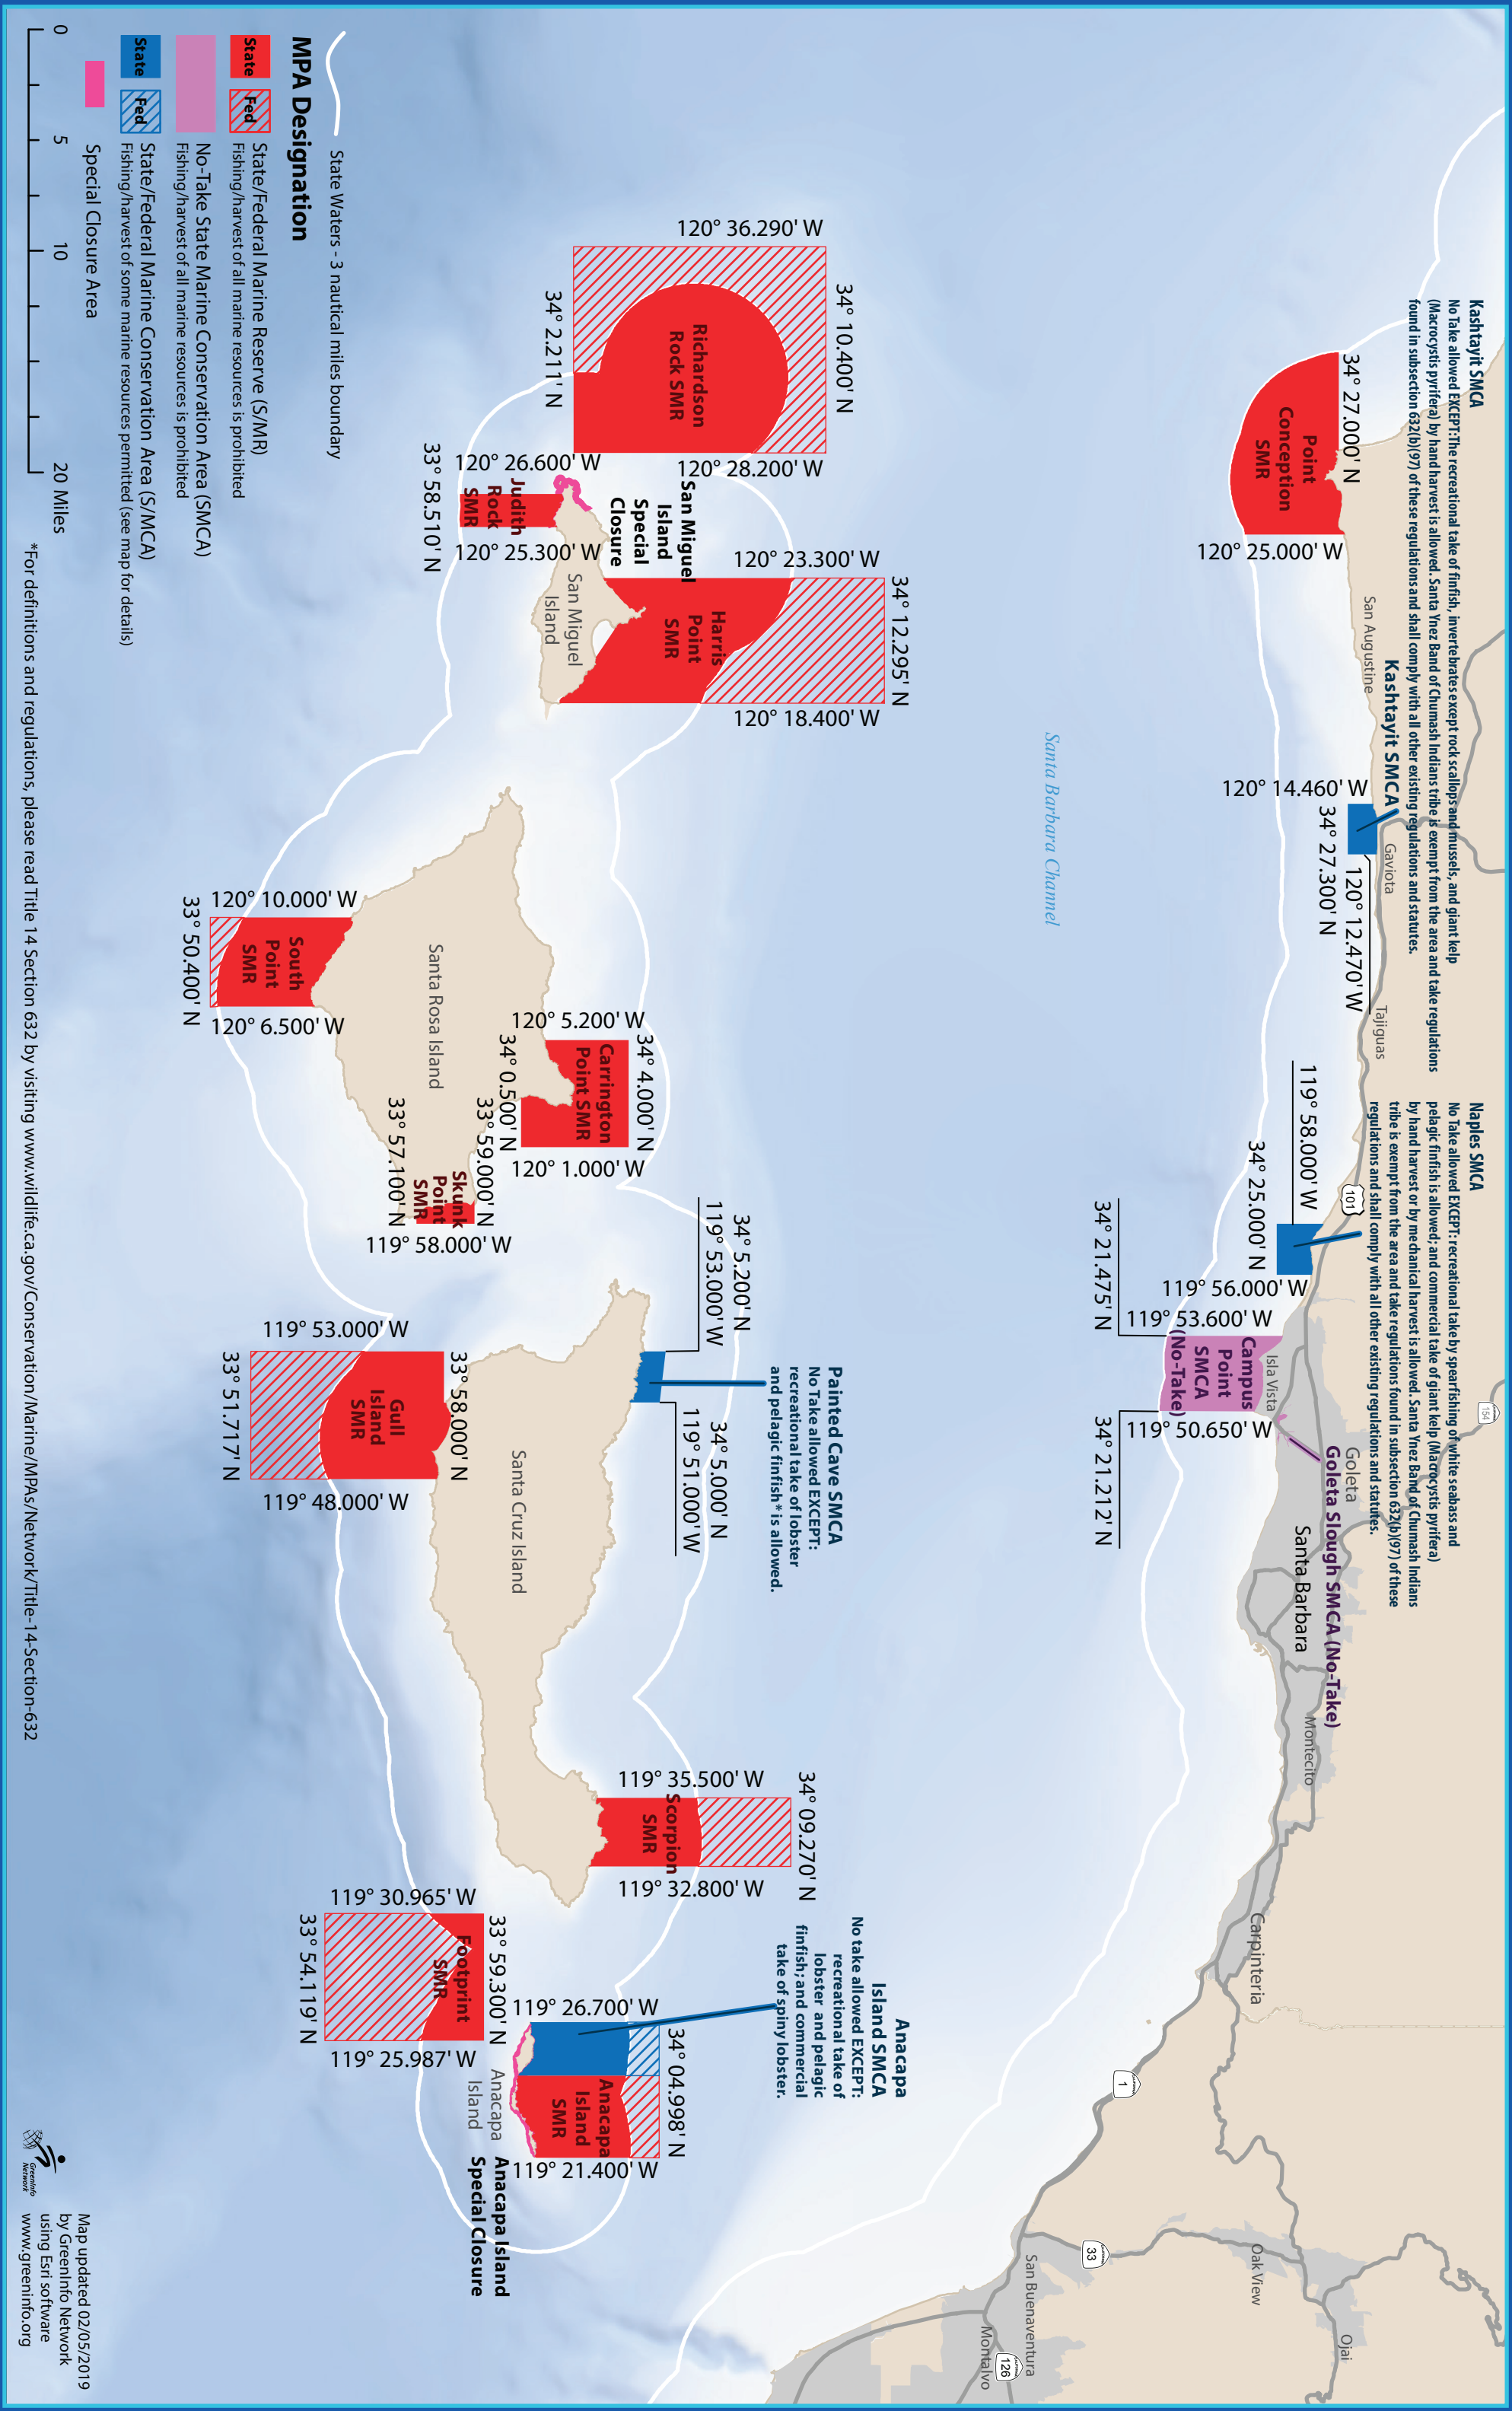 Kashtayit SMCA
No Take allowed EXCEPT:The recreational take of finfish, invertebrates except rock scallops and mussels, and giant kelp
(Macrocystis pyrifera) by hand harvest is allowed. Santa Ynez Band of Chumash Indians tribe is exempt from the area and take regulations
found in subsection 632(b)(97) of these regulations and shall comply with all other existing regulations and statutes.
Naples SMCA
No Take allowed EXCEPT: recreational take by spearfishing of white seabass and
pelagic finfish is allowed; and commercial take of giant kelp (Macrocystis pyrifera)
by hand harvest or by mechanical harvest is allowed. Santa Ynez Band of Chumash Indians
tribe is exempt from the area and take regulations found in subsection 632(b)(97) of these
regulations and shall comply with all other existing regulations and statutes.
154
Goleta
Goleta Slough SMCA (No-Take)
Santa Barbara
Montecito
Carpinteria
Ojai
Oak View
33
1
San Buenaventura
126
Montalvo
34° 27.000' N
Point
Conception
SMR
120° 25.000' W
San Augustine
Kashtayit SMCA
120° 14.460' W
34° 27.300' N
Gaviota
120° 12.470' W
Tajiguas
101
119° 58.000' W
34° 25.000' N
119° 56.000' W
Isla Vista
119° 53.600' W
34° 21.475' N
Campus
Point
SMCA
(No-Take)
119° 50.650' W
34° 21.212' N
Santa Barbara Channel
120° 36.290' W
34° 10.400' N
Richardson
Rock SMR
34° 2.211' N
120° 28.200' W
San Miguel
Island
Special
Closure
120° 26.600' W
Judith
Rock
SMR
120° 25.300' W
33° 58.510' N
34° 12.295' N
120° 23.300' W
Harris
Point
SMR
120° 18.400' W
San Miguel
Island
120° 10.000' W
South
Point
SMR
33° 50.400' N
120° 6.500' W
Santa Rosa Island
120° 5.200' W
34° 4.000' N
Carrington
Point SMR
34° 0.500' N
120° 1.000' W
33° 59.000' N
Skunk
Point
SMR
33° 57.100' N
119° 58.000' W
34° 5.200' N
119° 53.000' W
Painted Cave SMCA
No Take allowed EXCEPT:
recreational take of lobster
and pelagic finfish* is allowed.
34° 5.000' N
119° 51.000' W
119° 53.000' W
33° 58.000' N
Gull
Island
SMR
33° 51.717' N
119° 48.000' W
Santa Cruz Island
34° 09.270' N
119° 35.500' W
Scorpion
SMR
119° 32.800' W
119° 30.965' W
33° 59.300' N
Footprint
SMR
33° 54.119' N
119° 25.987' W
Anacapa
Island SMCA
No take allowed EXCEPT:
recreational take of
lobster and pelagic
finfish; and commercial
take of spiny lobster.
119° 26.700' W
34° 04.998' N
Anacapa
Island
SMR
119° 21.400' W
Anacapa
Island
Anacapa Island
Special Closure
State Waters - 3 nautical miles boundary
MPA Designation
State
Fed
State/Federal Marine Reserve (S/MR)
Fishing/harvest of all marine resources is prohibited
No-Take State Marine Conservation Area (SMCA)
Fishing/harvest of all marine resources is prohibited
State
Fed
State/Federal Marine Conservation Area (S/MCA)
Fishing/harvest of some marine resources permitted (see map for details)
Special Closure Area
0 5 10 20 Miles
*For definitions and regulations, please read Title 14 Section 632 by visiting www.wildlife.ca.gov/Conservation/Marine/MPAs/Network/Title-14-Section-632
GreenInfo
Network
Map updated 02/05/2019
by GreenInfo Network
using Esri software
www.greeninfo.org